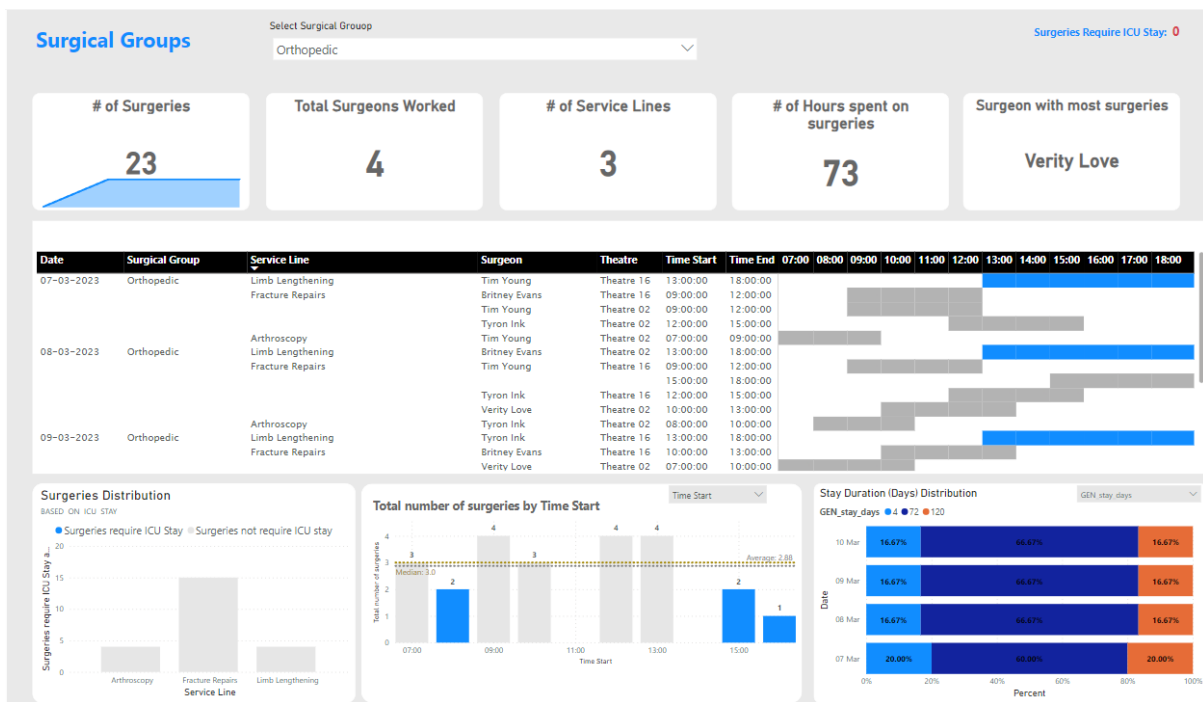 Surgical Groups
Select Surgical Grouop
Orthopedic
Surgeries Require ICU Stay: 0
# of Surgeries
23
Total Surgeons Worked
4
# of Service Lines
3
# of Hours spent on
surgeries
73
Surgeon with most surgeries
Verity Love
Date Surgical Group Service Line Surgeon Theatre Time Start Time End 07:00 08:00 09:00 10:00 11:00 12:00 13:00 14:00 15:00 16:00 17:00 18:00
07-03-2023 Orthopedic Limb Lengthening Tim Young Theatre 16 13:00:00 18:00:00
Fracture Repairs Britney Evans Theatre 16 09:00:00 12:00:00
Tim Young Theatre 02 09:00:00 12:00:00
Tyron Ink Theatre 02 12:00:00 15:00:00
Arthroscopy Tim Young Theatre 02 07:00:00 09:00:00
08-03-2023 Orthopedic Limb Lengthening Britney Evans Theatre 02 13:00:00 18:00:00
Fracture Repairs Tim Young Theatre 16 09:00:00 12:00:00
15:00:00 18:00:00
Tyron Ink Theatre 16 12:00:00 15:00:00
Verity Love Theatre 02 10:00:00 13:00:00
Arthroscopy Tyron Ink Theatre 02 08:00:00 10:00:00
09-03-2023 Orthopedic Limb Lengthening Tyron Ink Theatre 16 13:00:00 18:00:00
Fracture Repairs Britney Evans Theatre 16 10:00:00 13:00:00
Verity Love Theatre 02 07:00:00 10:00:00
Surgeries Distribution
BASED ON ICU STAY
Surgeries require ICU Stay Surgeries not require ICU stay
Surgeries require ICU Stay a...
20
15
10
5
0
Arthroscopy Fracture Repairs Limb Lengthening
Service Line
Time Start
Total number of surgeries by Time Start
Total number of surgeries
4
3
2
1
0
3 2 4 3 4 4 2 1
Average: 2.88
Median: 3.0
07:00 09:00 11:00 13:00 15:00
Time Start
Stay Duration (Days) Distribution
GEN_stay_days
GEN_stay_days 4 72 120
Date
10 Mar 16.67% 66.67% 16.67%
09 Mar 16.67% 66.67% 16.67%
08 Mar 16.67% 66.67% 16.67%
07 Mar 20.00% 60.00% 20.00%
0% 20% 40% 60% 80% 100%
Percent